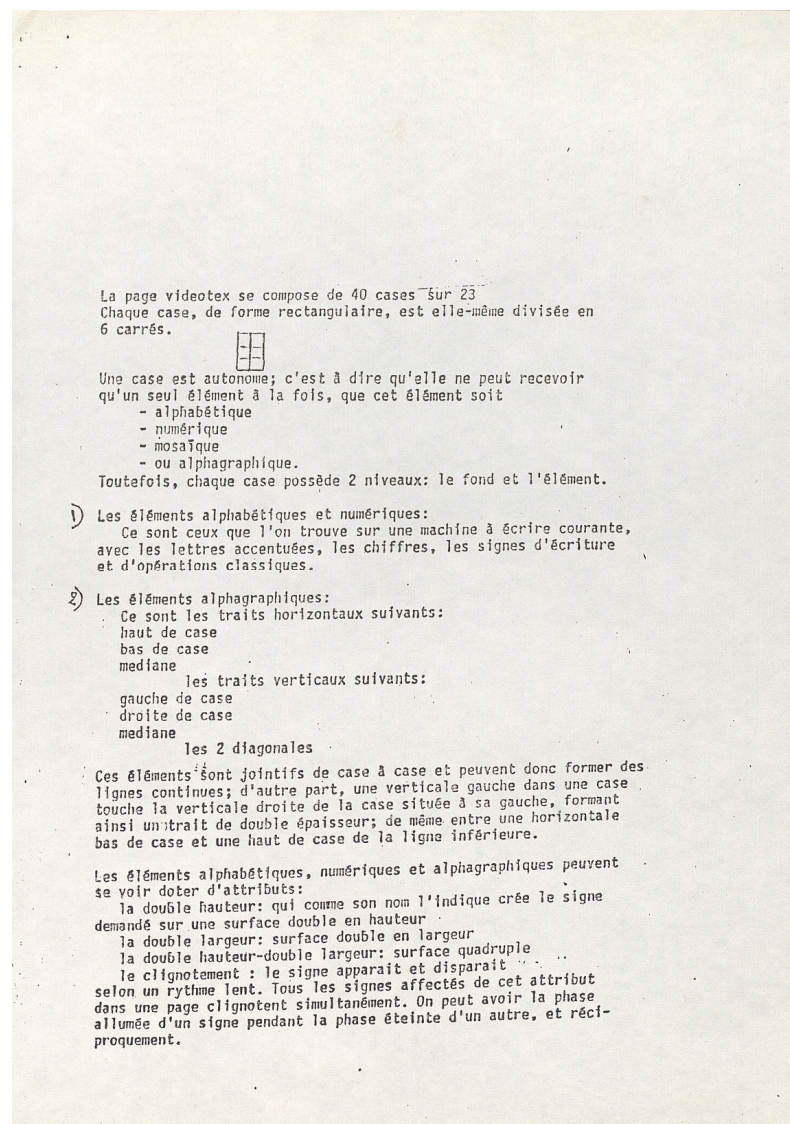 La page videotex se compose de 40 cases sur 23
Chaque case, de forme rectangulaire, est elle-même divisée en
6 carrés.
Une case est autonome; c'est à dire qu'elle ne peut recevoir
qu'un seul élément à la fois, que cet élément soit
- alphabétique
- numérique
- mosaïque
- ou alphagraphique.
Toutefois, chaque case possède 2 niveaux: le fond et l'élément.
1) Les éléments alphabétiques et numériques:
Ce sont ceux que l'on trouve sur une machine à écrire courante,
avec les lettres accentuées, les chiffres, les signes d'écriture
et d'opérations classiques.
2) Les éléments alphagraphiques:
Ce sont les traits horizontaux suivants:
haut de case
bas de case
mediane
les traits verticaux suivants:
gauche de case
droite de case
mediane
les 2 diagonales
Ces éléments sont jointifs de case à case et peuvent donc former des
lignes continues; d'autre part, une verticale gauche dans une case
touche la verticale droite de la case située à sa gauche, formant
ainsi un trait de double épaisseur; de même entre une horizontale
bas de case et une haut de case de la ligne inférieure.
Les éléments alphabétiques, numériques et alphagraphiques peuvent
se voir doter d'attributs:
la double hauteur: qui comme son nom l'indique crée le signe
demandé sur une surface double en hauteur
la double largeur: surface double en largeur
la double hauteur-double largeur: surface quadruple
le clignotement : le signe apparait et disparait
selon un rythme lent. Tous les signes affectés de cet attribut
dans une page clignotent simultanément. On peut avoir la phase
allumée d'un signe pendant la phase éteinte d'un autre, et réci-
proquement.